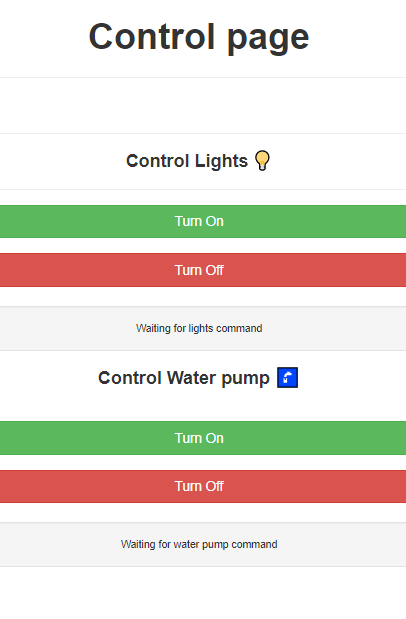 Control page
Control Lights 💡
Turn On
Turn Off
Waiting for lights command
Control Water pump 🚰
Turn On
Turn Off
Waiting for water pump command